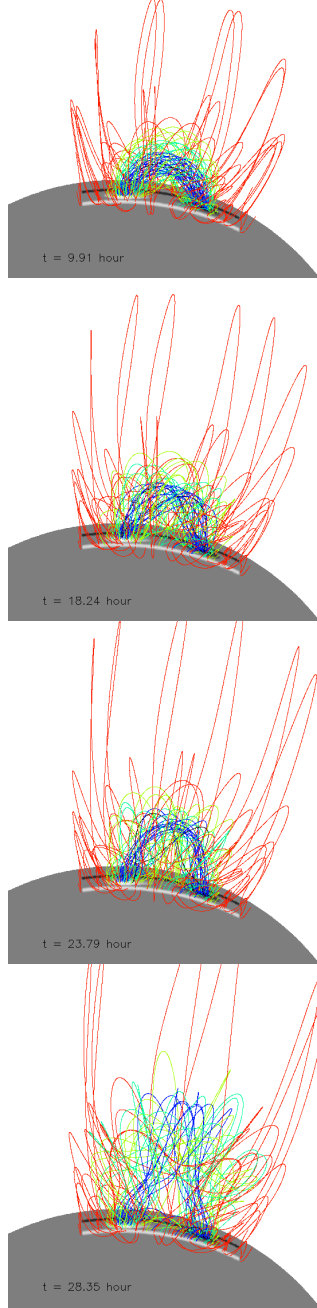 t = 9.91 hour
t = 18.24 hour
t = 23.79 hour
t = 28.35 hour